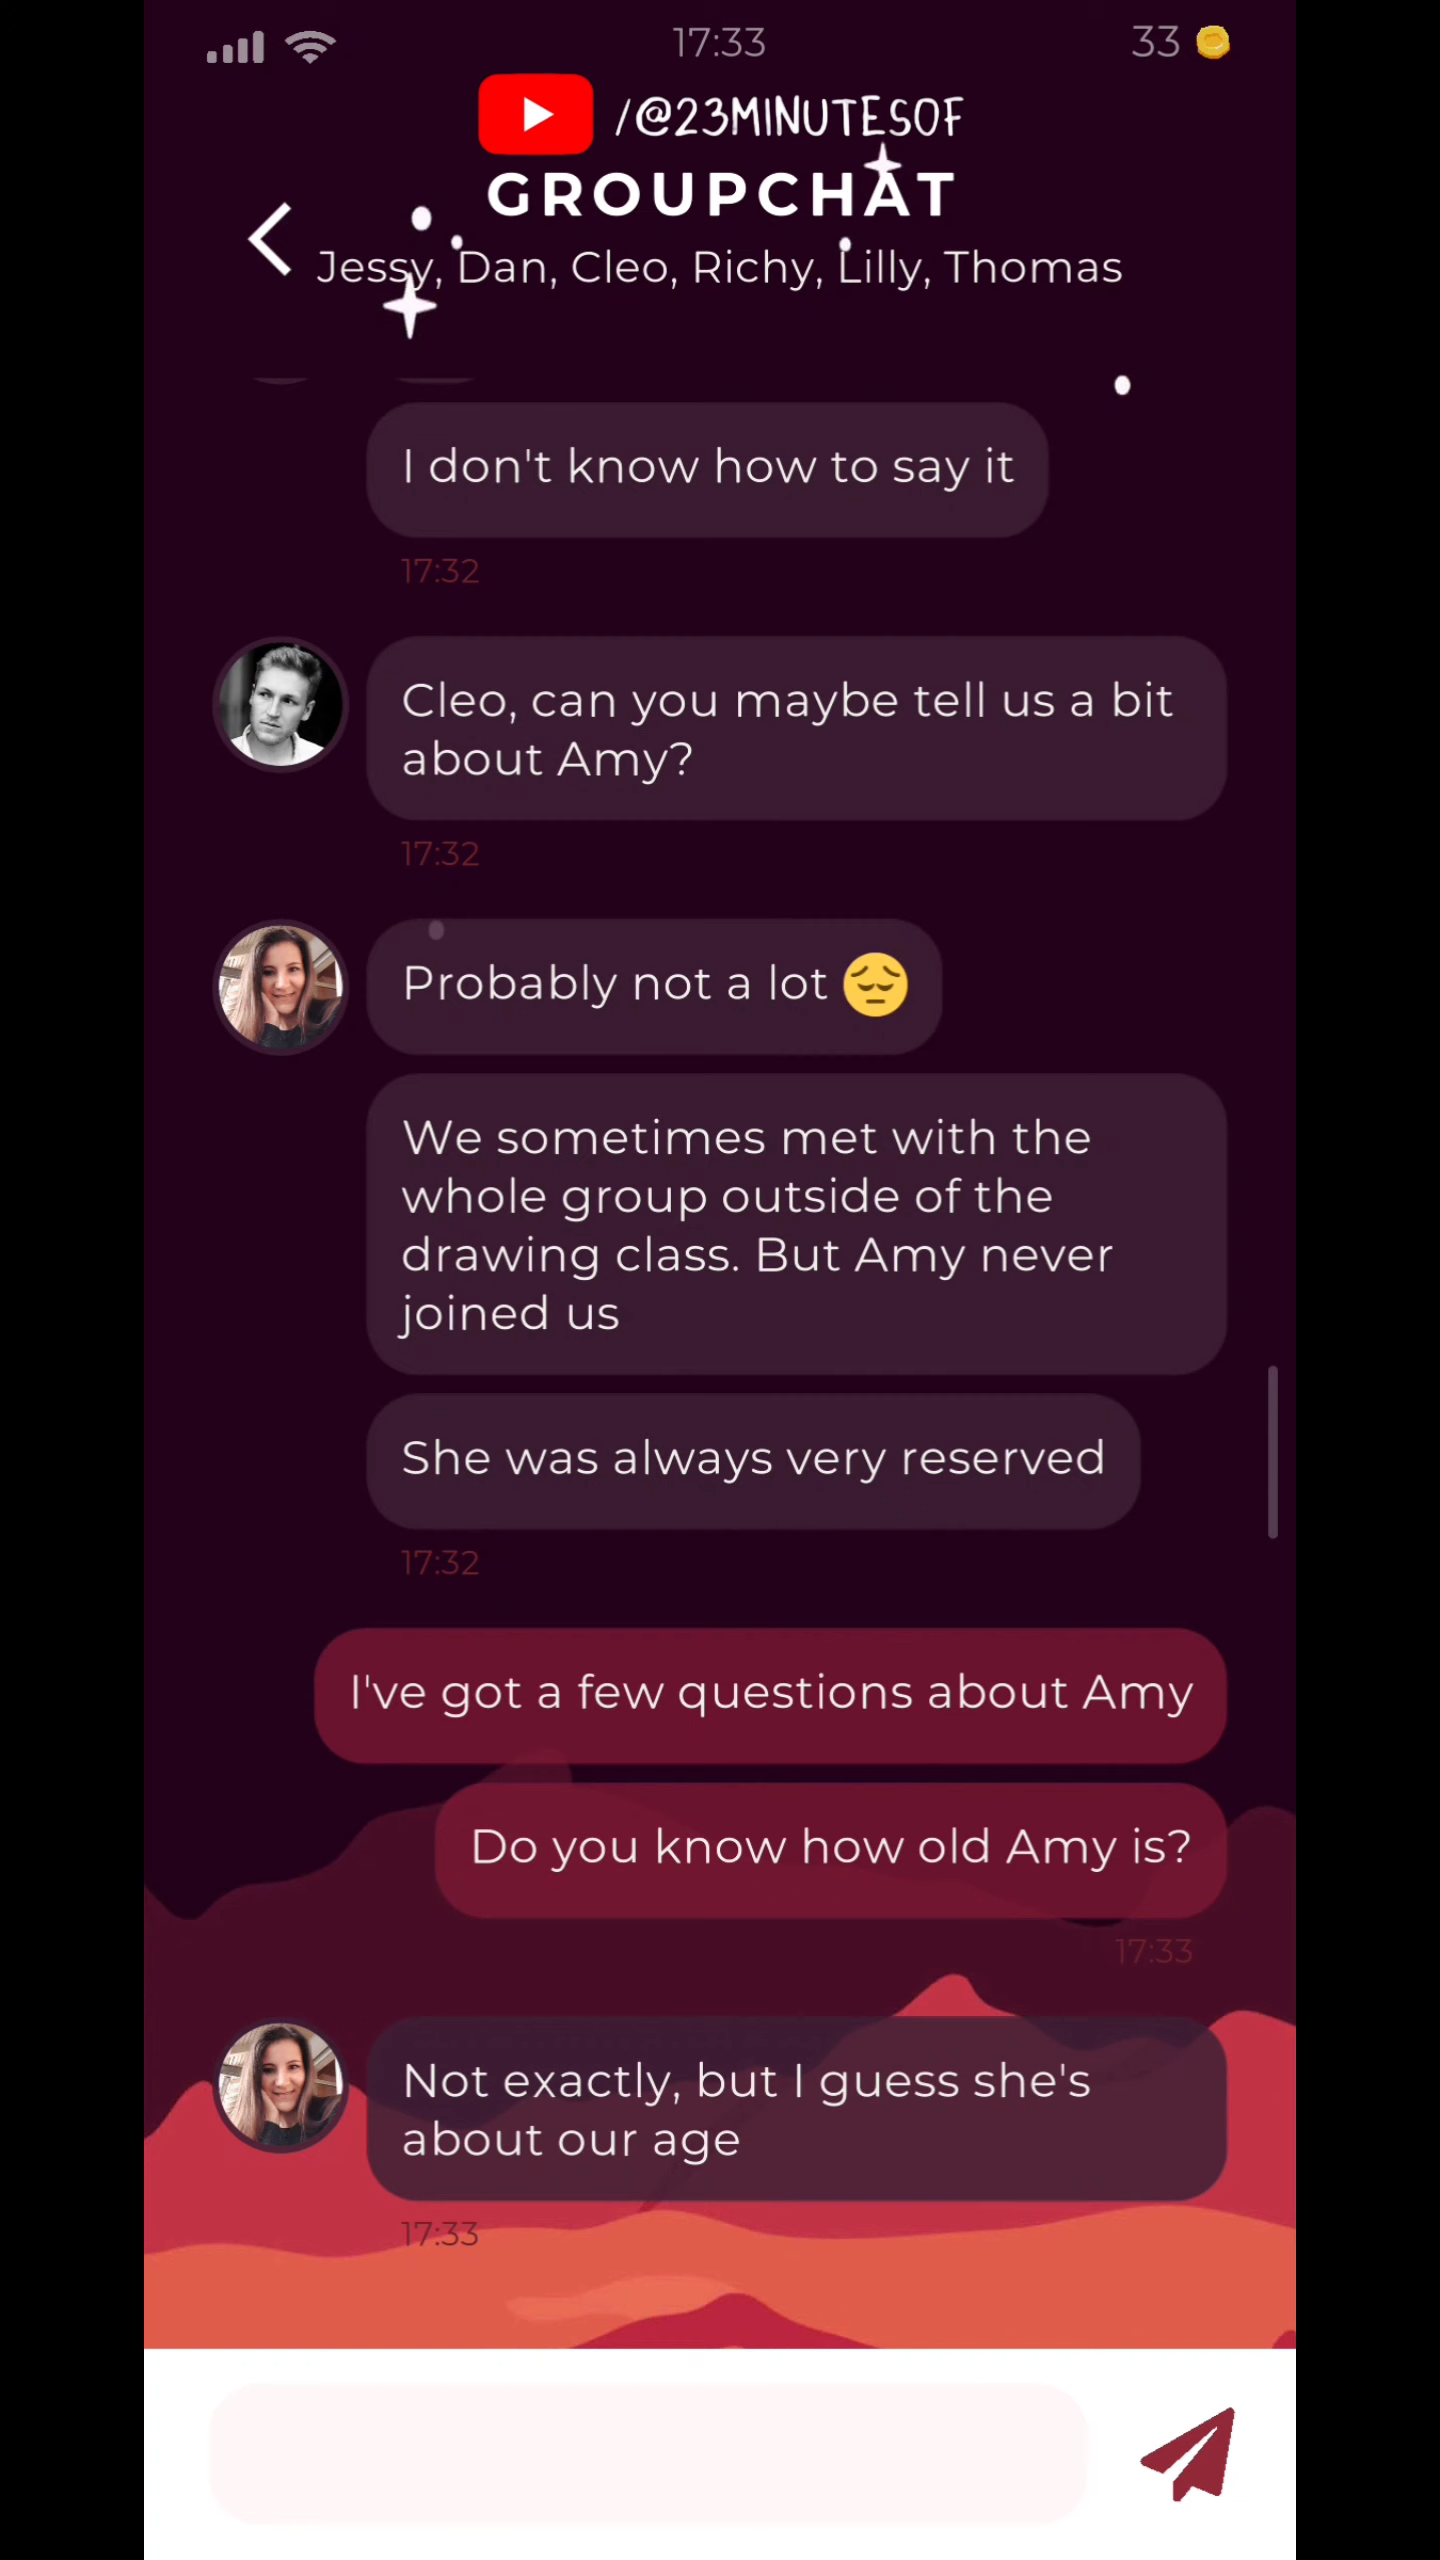 17:33
33
/@23MINUTESOF
GROUPCHAT
Jessy, Dan, Cleo, Richy, Lilly, Thomas
I don't know how to say it
17:32
Cleo, can you maybe tell us a bit
about Amy?
17:32
Probably not a lot 😔
We sometimes met with the
whole group outside of the
drawing class. But Amy never
joined us
She was always very reserved
17:32
I've got a few questions about Amy
Do you know how old Amy is?
17:33
Not exactly, but I guess she's
about our age
17:33